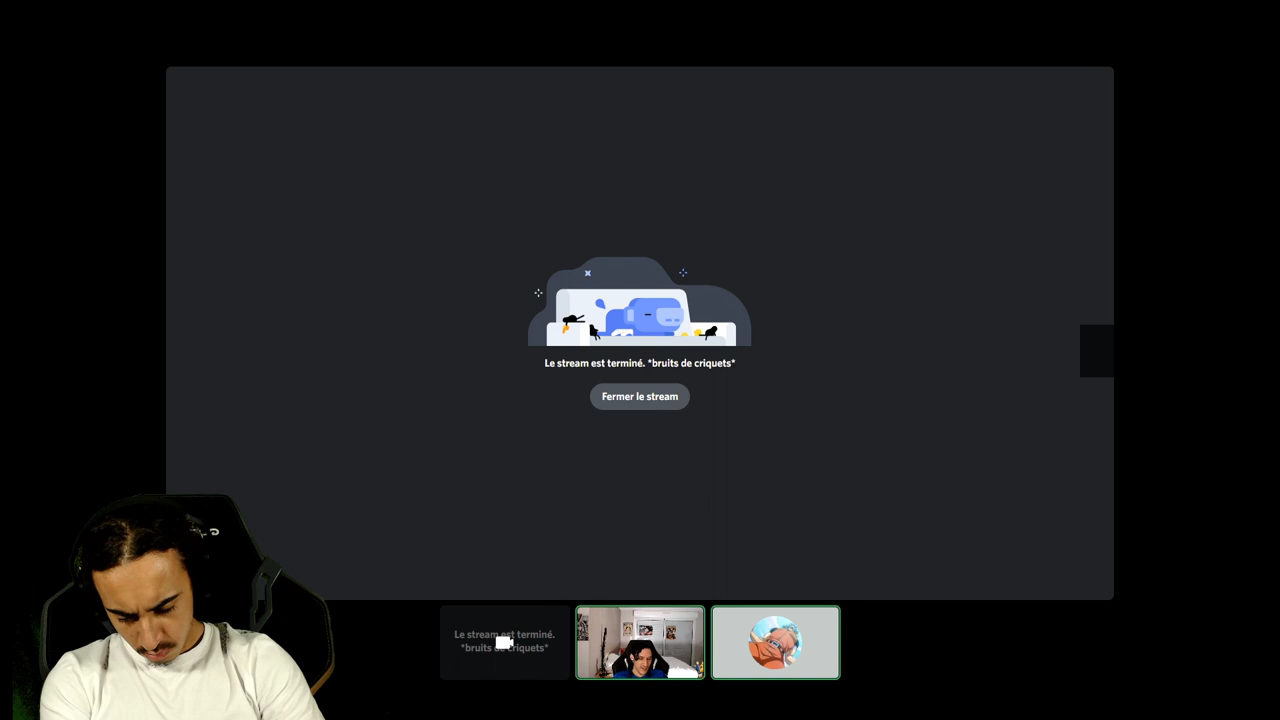 Le stream est terminé. *bruits de criquets*
Fermer le stream
Le stream est terminé.
*bruits de criquets*